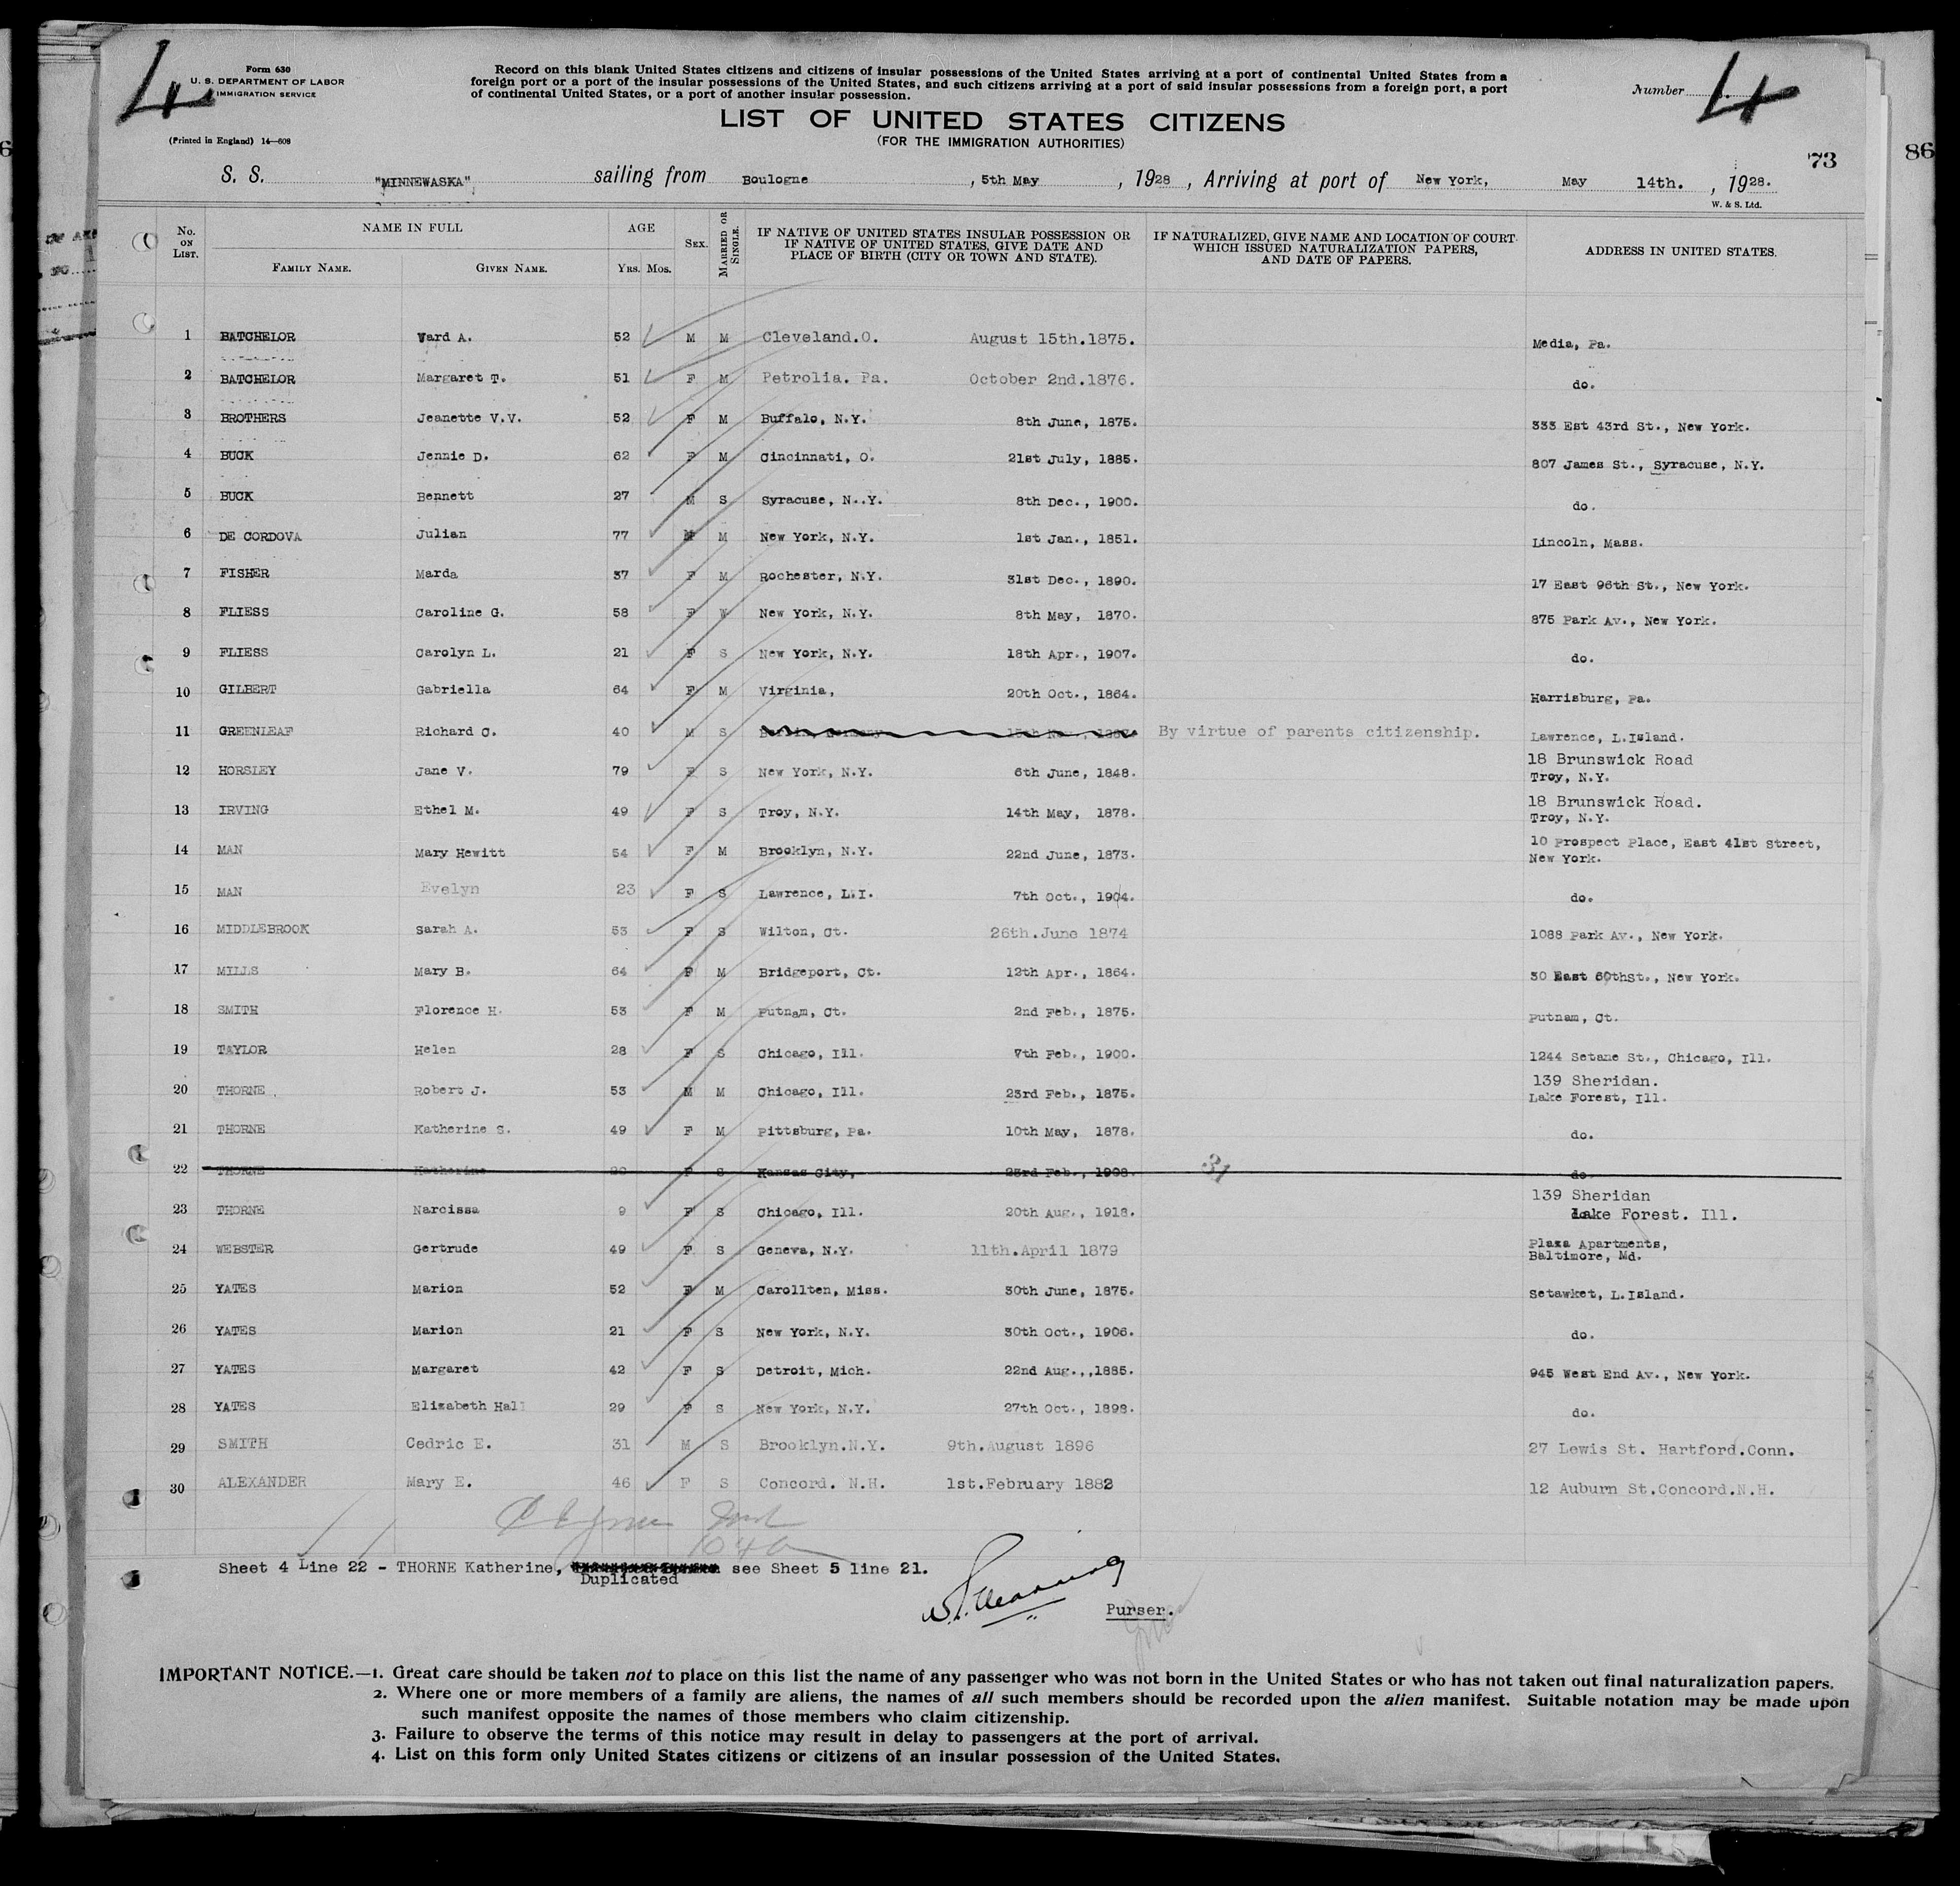 4
Form 630
U. S. DEPARTMENT OF LABOR
IMMIGRATION SERVICE
(Printed in England) 14—608
Record on this blank United States citizens and citizens of insular possessions of the United States arriving at a port of continental United States from a
foreign port or a port of the insular possessions of the United States, and such citizens arriving at a port of said insular possessions from a foreign port, a port
of continental United States, or a port of another insular possession.
Number 4
LIST OF UNITED STATES CITIZENS
(FOR THE IMMIGRATION AUTHORITIES)
73
86
S. S. "MINNEWASKA", sailing from Boulogne, 5th May, 1928, Arriving at port of New York, May 14th., 1928.
W. & S. Ltd.
No. ON LIST. NAME IN FULL AGE SEX. MARRIED OR SINGLE. IF NATIVE OF UNITED STATES INSULAR POSSESSION OR IF NATIVE OF UNITED STATES, GIVE DATE AND PLACE OF BIRTH (CITY OR TOWN AND STATE). IF NATURALIZED, GIVE NAME AND LOCATION OF COURT WHICH ISSUED NATURALIZATION PAPERS, AND DATE OF PAPERS. ADDRESS IN UNITED STATES.
FAMILY NAME. GIVEN NAME. YRS. MOS.
1 BATCHELOR Ward A. 52 M M Cleveland.O. August 15th.1875. Media, Pa.
2 BATCHELOR Margaret T. 51 F M Petrolia. Pa. October 2nd.1876. do.
3 BROTHERS Jeanette V.V. 52 F M Buffalo, N.Y. 8th June, 1875. 333 Est 43rd St., New York.
4 BUCK Jennie D. 62 F M Cincinnati, O. 21st July, 1885. 807 James St., Syracuse, N.Y.
5 BUCK Bennett 27 M S Syracuse, N..Y. 8th Dec., 1900. do.
6 DE CORDOVA Julian 77 M M New York, N.Y. 1st Jan., 1851. Lincoln, Mass.
7 FISHER Marda 37 F M Rochester, N.Y. 31st Dec., 1890. 17 East 96th St., New York.
8 FLIESS Caroline G. 58 F W New York, N.Y. 8th May, 1870. 875 Park Av., New York.
9 FLIESS Carolyn L. 21 F S New York, N.Y. 18th Apr., 1907. do.
10 GILBERT Gabriella 64 F M Virginia, 20th Oct., 1864. Harrisburg, Pa.
11 GREENLEAF Richard C. 40 M S By virtue of parents citizenship. Lawrence, L.Island.
12 HORSLEY Jane V. 79 F S New York, N.Y. 6th June, 1848. 18 Brunswick Road
Troy, N.Y.
13 IRVING Ethel M. 49 F S Troy, N.Y. 14th May, 1878. 18 Brunswick Road.
Troy, N.Y.
14 MAN Mary Hewitt 54 F M Brooklyn, N.Y. 22nd June, 1873. 10 Prospect Place, East 41st Street,
New York.
15 MAN Evelyn 23 F S Lawrence, L.I. 7th Oct., 1904. do.
16 MIDDLEBROOK Sarah A. 53 F S Wilton, Ct. 26th.June 1874 1088 Park Av., New York.
17 MILLS Mary B. 64 F M Bridgeport, Ct. 12th Apr., 1864. 30 East 60thSt., New York.
18 SMITH Florence H. 53 F M Putnam, Ct. 2nd Feb., 1875. Putnam, Ct.
19 TAYLOR Helen 28 F S Chicago, Ill. 7th Feb., 1900. 1244 Setane St., Chicago, Ill.
20 THORNE Robert J. 53 M M Chicago, Ill. 23rd Feb., 1875. 139 Sheridan.
Lake Forest, Ill.
21 THORNE Katherine S. 49 F M Pittsburg, Pa. 10th May, 1878. do.
22 THORNE Katherine 20 F S Kansas City, 23rd Feb., 1908. 31 do
23 THORNE Narcissa 9 F S Chicago, Ill. 20th Aug., 1918. 139 Sheridan
Lake Forest. Ill.
24 WEBSTER Gertrude 49 F S Geneva, N.Y. 11th.April 1879 Plaza Apartments,
Baltimore, Md.
25 YATES Marion 52 F M Carollten, Miss. 30th June, 1875. Setawket, L.Island.
26 YATES Marion 21 F S New York, N.Y. 30th Oct., 1906. do.
27 YATES Margaret 42 F S Detroit, Mich. 22nd Aug.,,1885. 945 West End Av., New York.
28 YATES Elizabeth Hall 29 F S New York, N.Y. 27th Oct., 1898. do.
29 SMITH Cedric E. 31 M S Brooklyn.N.Y. 9th.August 1896 27 Lewis St. Hartford.Conn.
30 ALEXANDER Mary E. 46 F S Concord. N.H. 1st.February 1882 12 Auburn St.Concord.N.H.
Sheet 4 Line 22 - THORNE Katherine, see Sheet 5 line 21.
Duplicated
Purser.
IMPORTANT NOTICE.—1. Great care should be taken not to place on this list the name of any passenger who was not born in the United States or who has not taken out final naturalization papers.
2. Where one or more members of a family are aliens, the names of all such members should be recorded upon the alien manifest. Suitable notation may be made upon
such manifest opposite the names of those members who claim citizenship.
3. Failure to observe the terms of this notice may result in delay to passengers at the port of arrival.
4. List on this form only United States citizens or citizens of an insular possession of the United States.